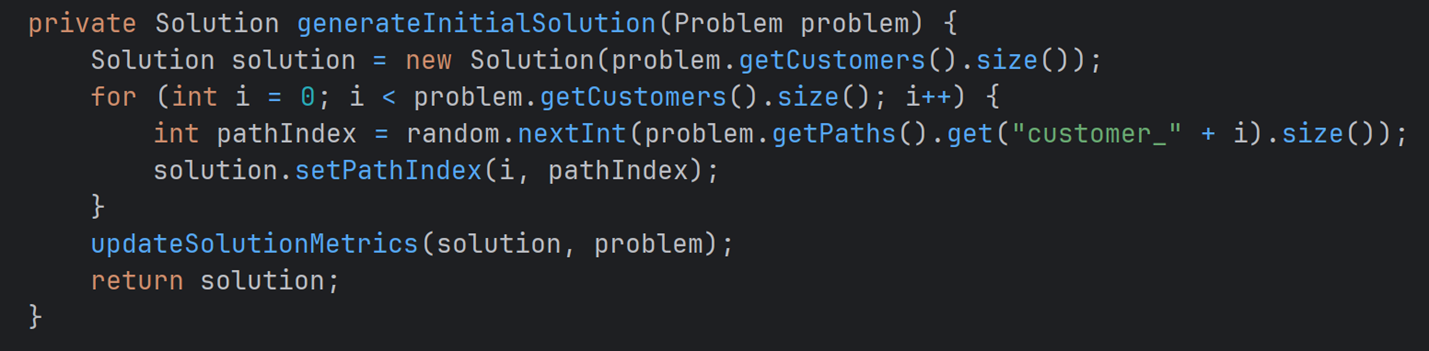 private Solution generateInitialSolution(Problem problem) {
    Solution solution = new Solution(problem.getCustomers().size());
    for (int i = 0; i < problem.getCustomers().size(); i++) {
        int pathIndex = random.nextInt(problem.getPaths().get("customer_" + i).size());
        solution.setPathIndex(i, pathIndex);
    }
    updateSolutionMetrics(solution, problem);
    return solution;
}